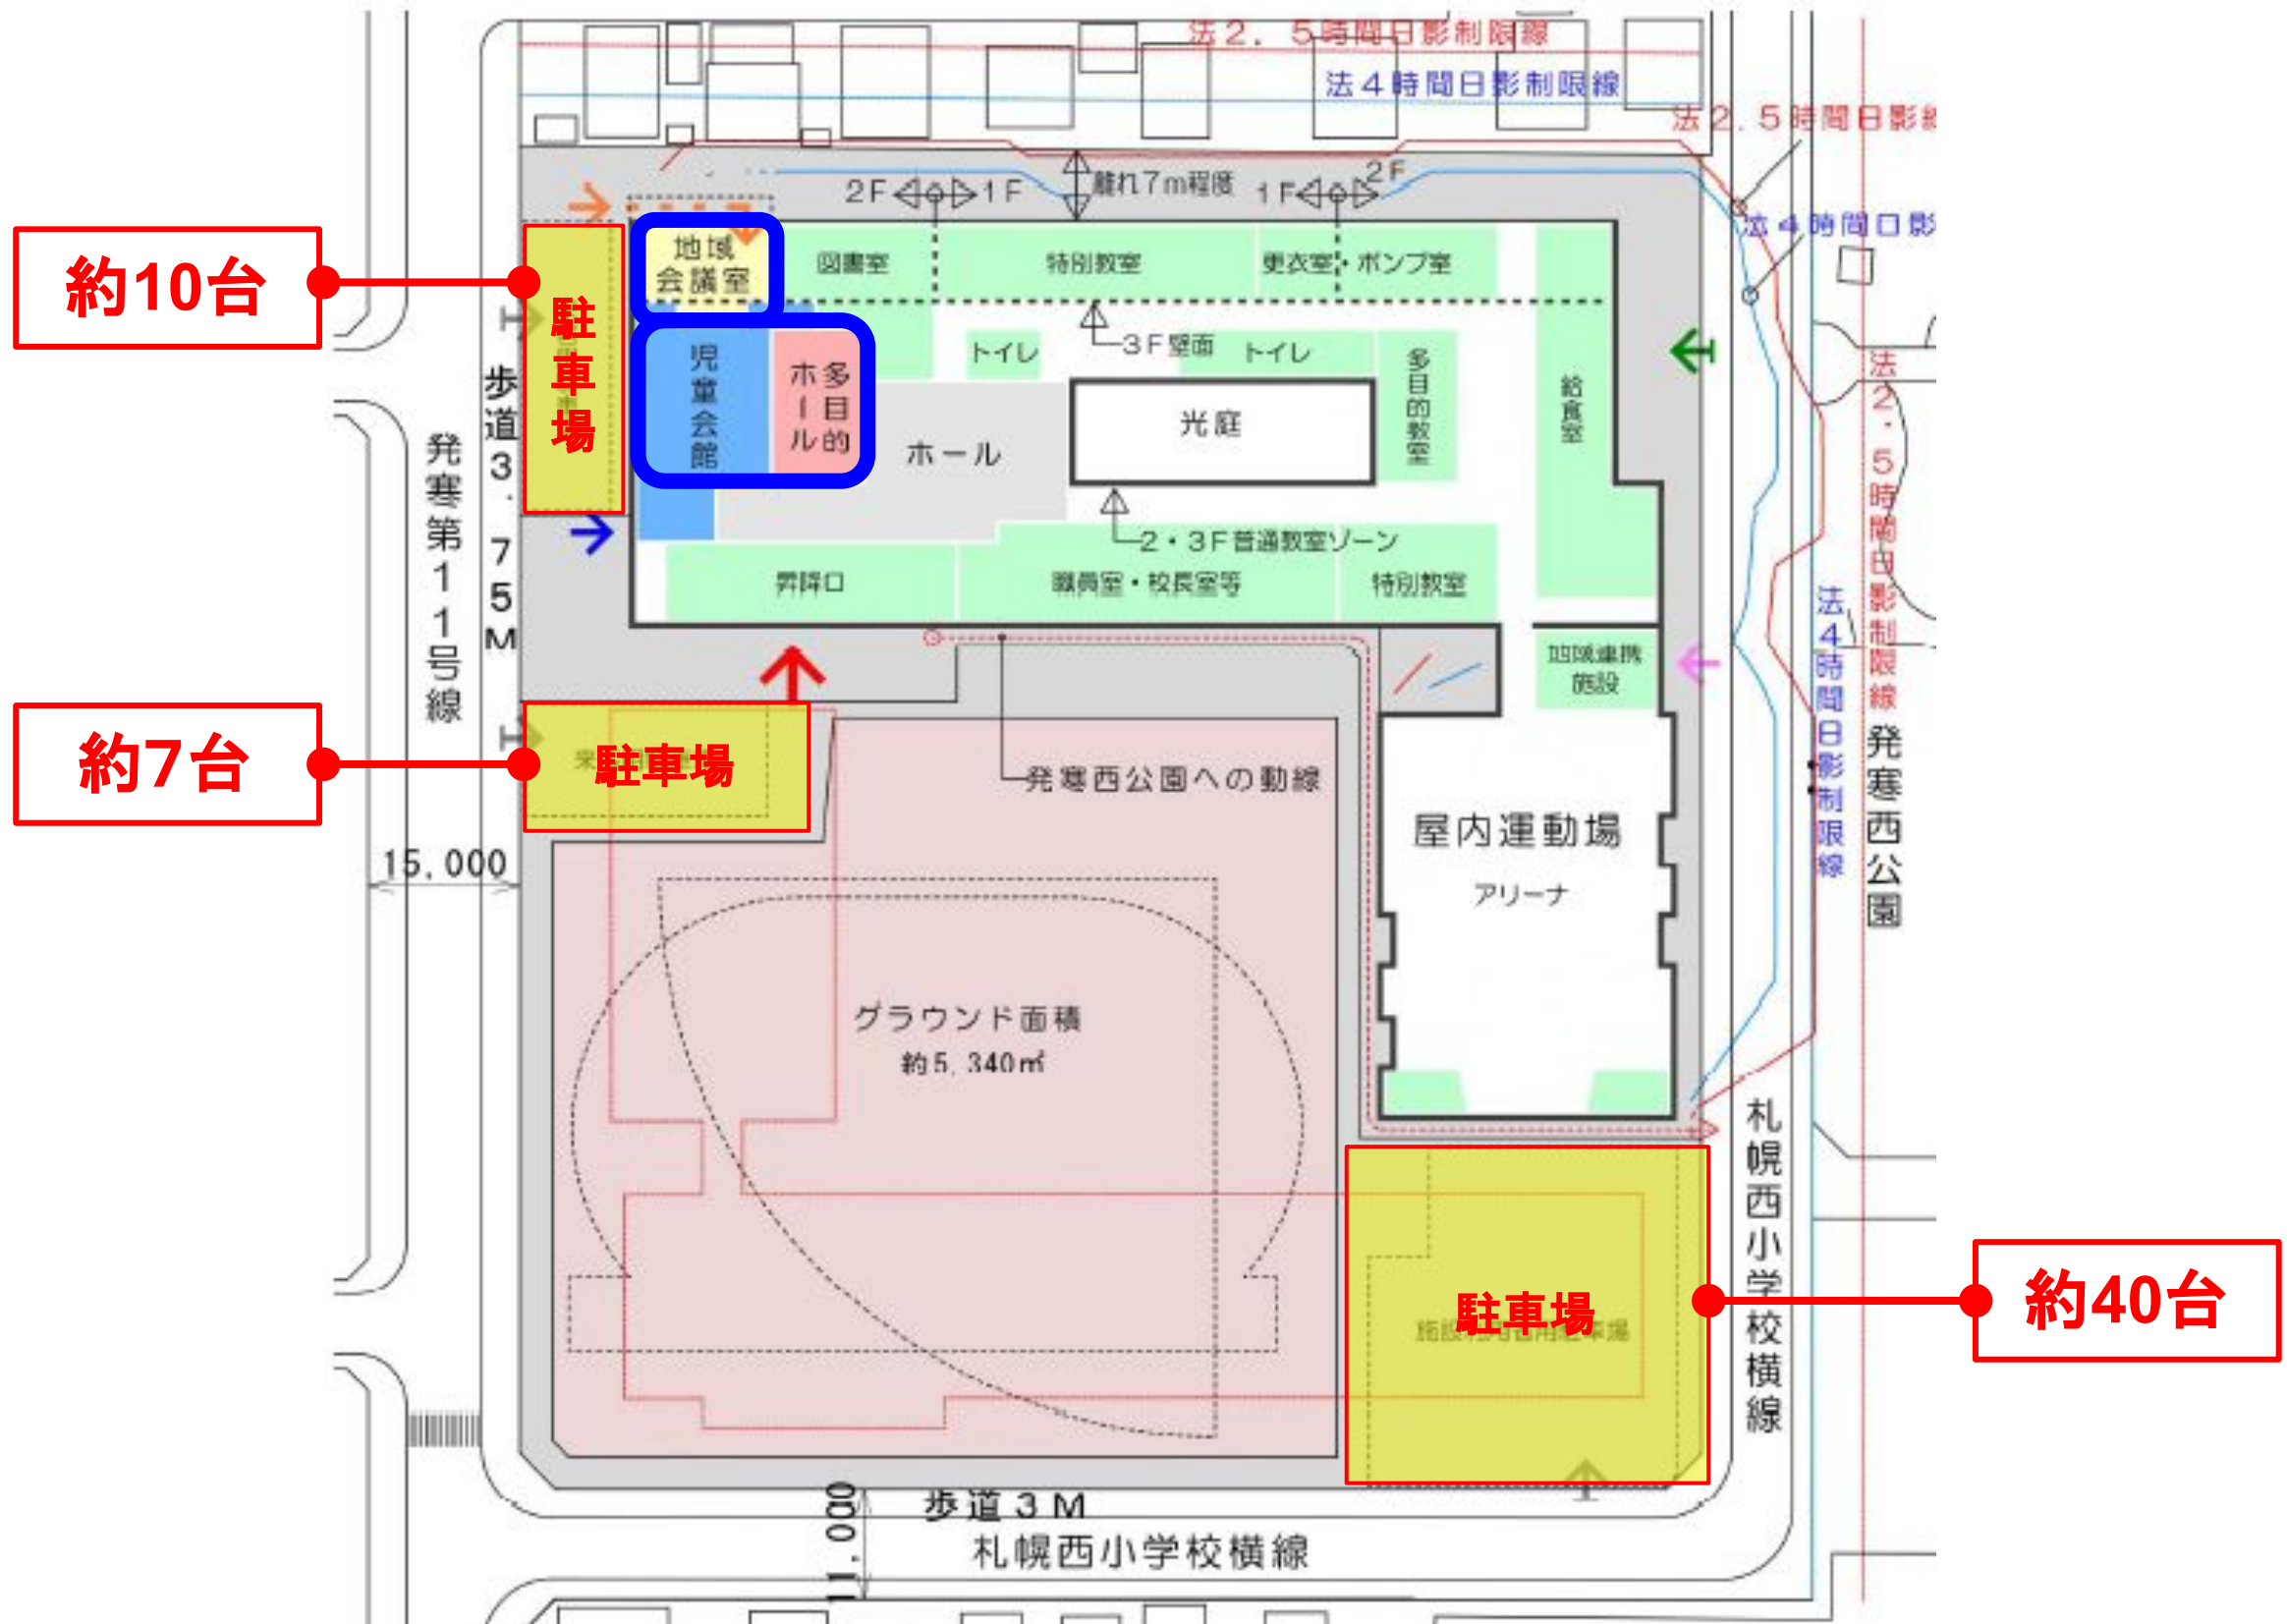 法2．5時間日影制限線
法4時間日影制限線
法2．5時間日影
法4時間日影
2F
1F
離れ7m程度
1F
2F
約10台
駐車場
地域
会議室
図書室
特別教室
更衣室・ポンプ室
3F壁面
トイレ
トイレ
児童会館
多目的
ホール
ホール
光庭
多目的教室
給食室
歩道3．75M
発寒第11号線
2・3F普通教室ゾーン
昇降口
職員室・校長室等
特別教室
地域連携
施設
法2．5時間日影制限線
法4時間日影制限線
発寒西公園
約7台
駐車場
発寒西公園への動線
15,000
屋内運動場
アリーナ
グラウンド面積
約5,340㎡
札幌西小学校横線
駐車場
施設利用者用駐車場
約40台
歩道3M
11.000
札幌西小学校横線